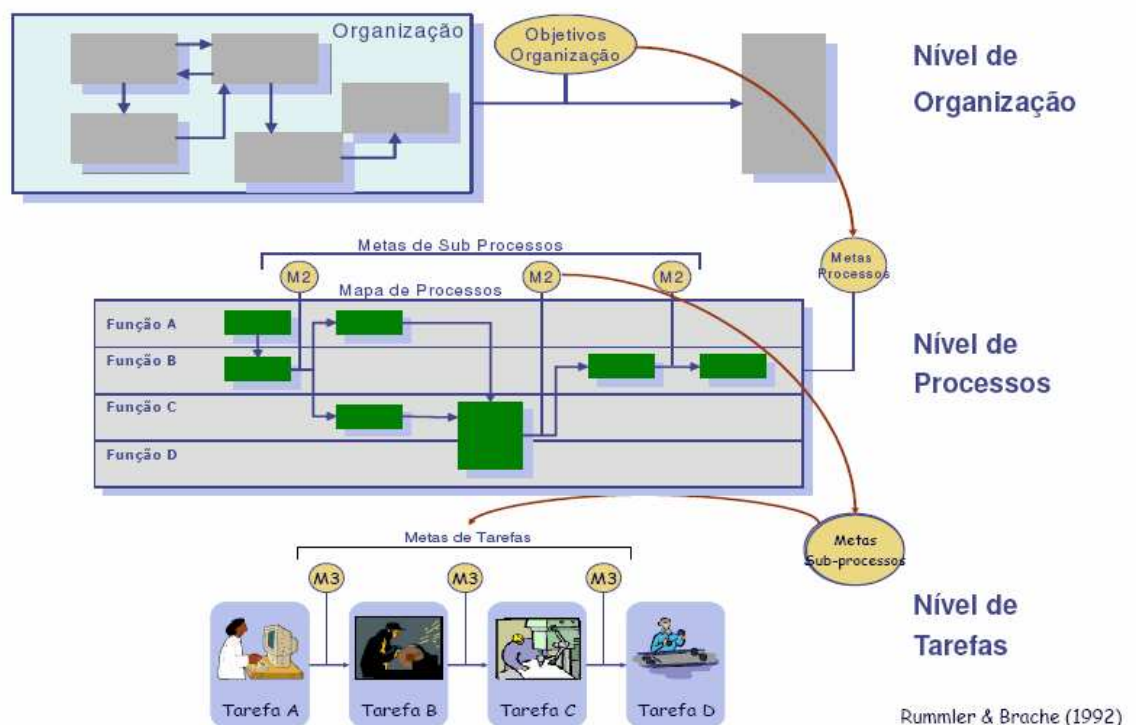 Organização
Objetivos
Organização
Nível de
Organização
Metas de Sub Processos
M2
M2
M2
Metas
Processos
Mapa de Processos
Função A
Função B
Função C
Função D
Nível de
Processos
Metas de Tarefas
Metas
Sub-processos
M3
M3
M3
Nível de
Tarefas
Tarefa A
Tarefa B
Tarefa C
Tarefa D
Rummler & Brache (1992)